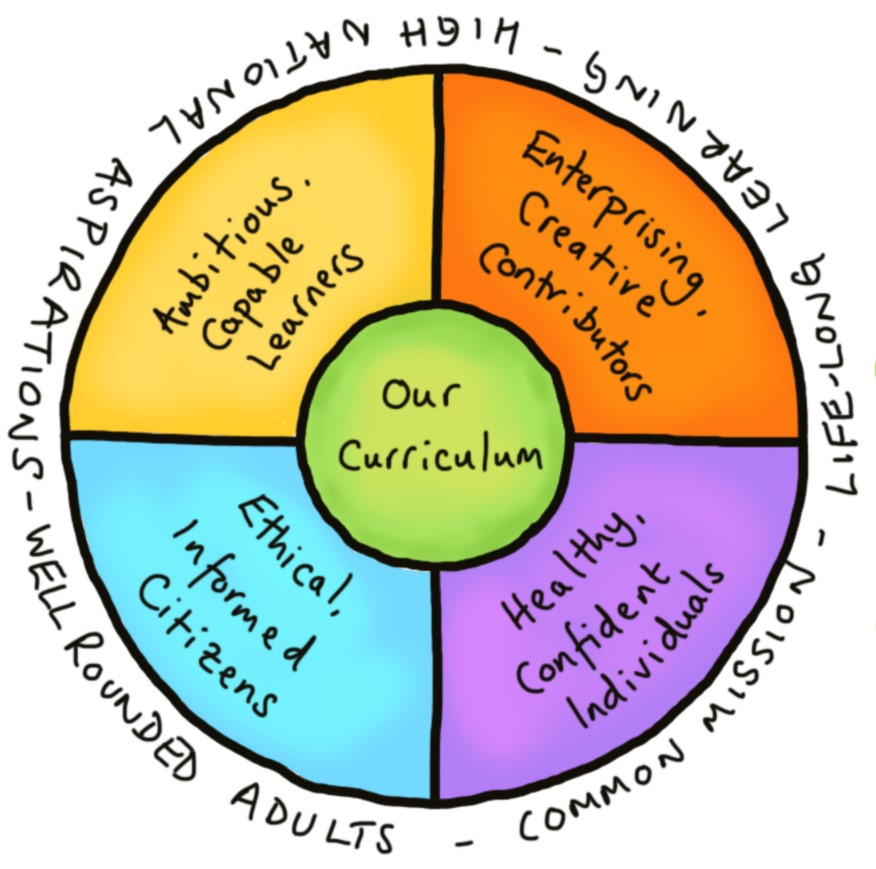 HIGH NATIONAL ASPIRATIONS - WELL ROUNDED ADULTS - COMMON MISSION - LIFE-LONG LEARNING -
Ambitious,
Capable
Learners
Enterprising,
Creative
Contributors
Our
Curriculum
Ethical,
Informed
Citizens
Healthy,
Confident
Individuals